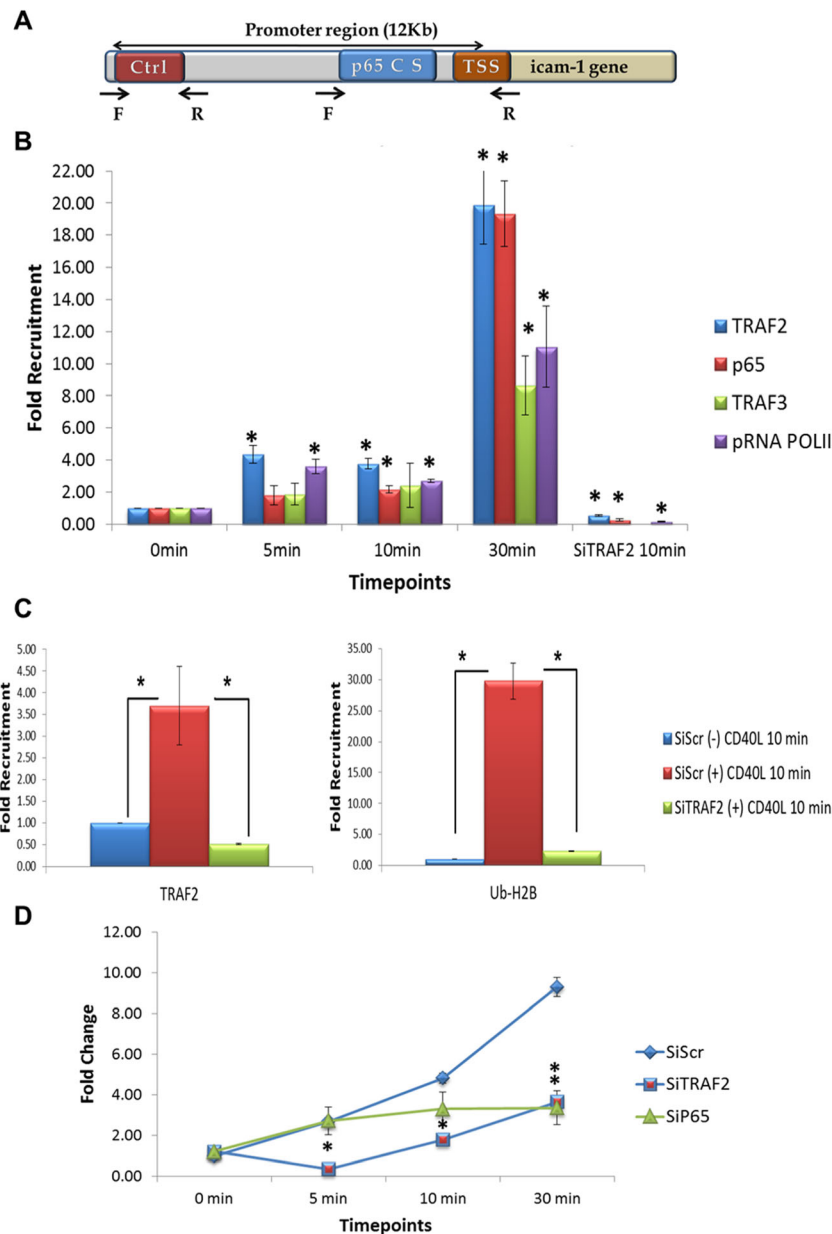 A
Promoter region (12Kb)
Ctrl
p65 C S
TSS
icam-1 gene
F
R
F
R
B
Fold Recruitment
22.00
20.00
18.00
16.00
14.00
12.00
10.00
8.00
6.00
4.00
2.00
0.00
* * * * * * * * * * * *
0min 5min 10min 30min SiTRAF2 10min
Timepoints
TRAF2
p65
TRAF3
pRNA POLII
C
Fold Recruitment
5.00
4.50
4.00
3.50
3.00
2.50
2.00
1.50
1.00
0.50
0.00
* *
TRAF2
Fold Recruitment
35.00
30.00
25.00
20.00
15.00
10.00
5.00
0.00
* *
Ub-H2B
SiScr (-) CD40L 10 min
SiScr (+) CD40L 10 min
SiTRAF2 (+) CD40L 10 min
D
Fold Change
12.00
10.00
8.00
6.00
4.00
2.00
0.00
*
*
*
*
0 min 5 min 10 min 30 min
Timepoints
SiScr
SiTRAF2
SiP65